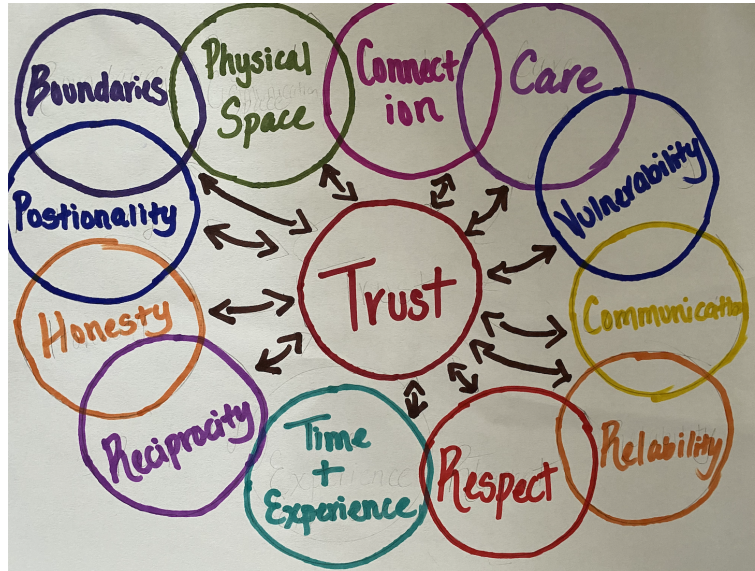 Boundaries
Physical
Space
Connect
ion
Care
Vulnerability
Postionality
Trust
Honesty
Communication
Reciprocity
Time
+
Experience
Respect
Relability